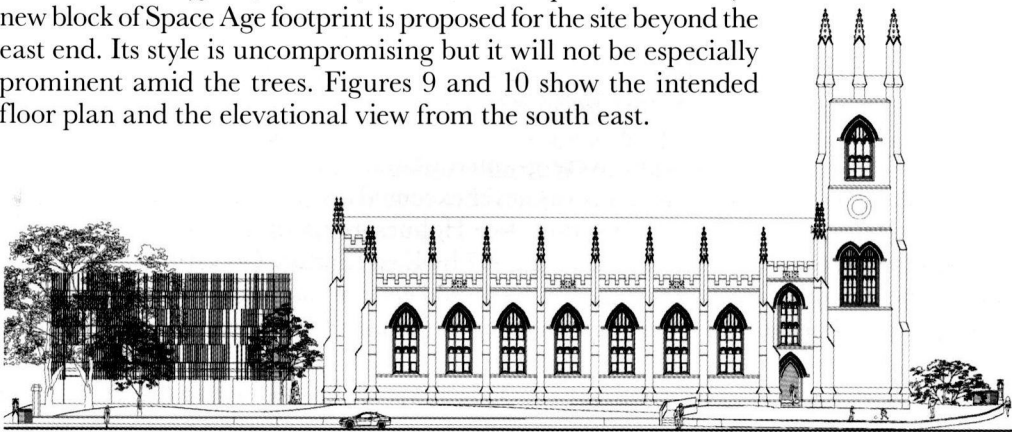 new block of Space Age footprint is proposed for the site beyond the
east end. Its style is uncompromising but it will not be especially
prominent amid the trees. Figures 9 and 10 show the intended
floor plan and the elevational view from the south east.